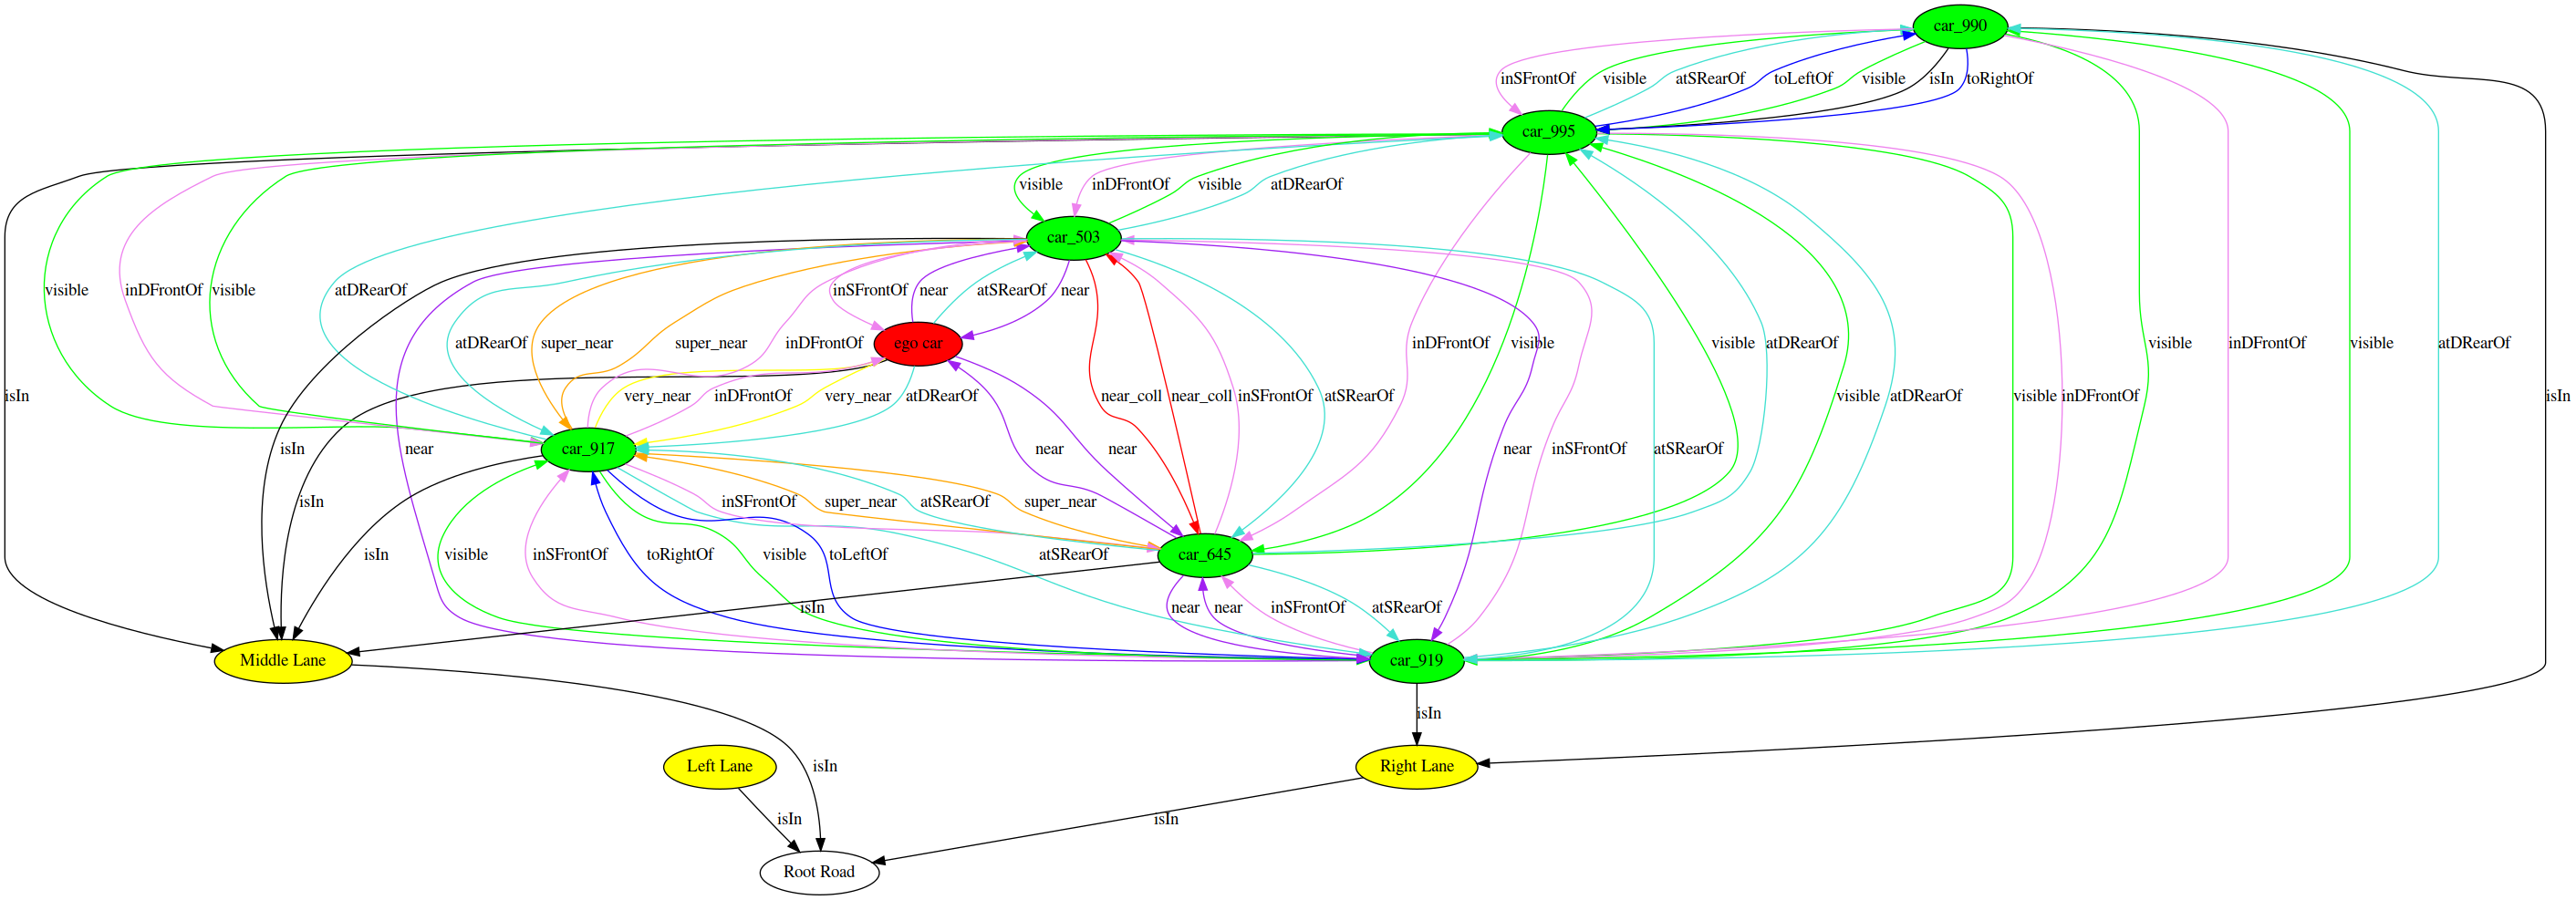 car_990
inSFrontOf visible atSRearOf toLeftOf visible isIn toRightOf
car_995
visible inDFrontOf visible atDRearOf
car_503
visible inDFrontOf visible atDRearOf inSFrontOf near atSRearOf near
ego car
atDRearOf super_near super_near inDFrontOf inDFrontOf visible visible atDRearOf visible inDFrontOf visible atDRearOf
isIn very_near inDFrontOf very_near atDRearOf near_coll near_coll inSFrontOf atSRearOf visible atDRearOf visible inDFrontOf isIn
car_917
isIn near near near near inSFrontOf atSRearOf
isIn inSFrontOf super_near atSRearOf super_near
car_645
isIn visible inSFrontOf toRightOf visible toLeftOf atSRearOf
isIn near near inSFrontOf atSRearOf
Middle Lane
car_919
isIn
Left Lane
isIn
Right Lane
isIn
isIn
Root Road